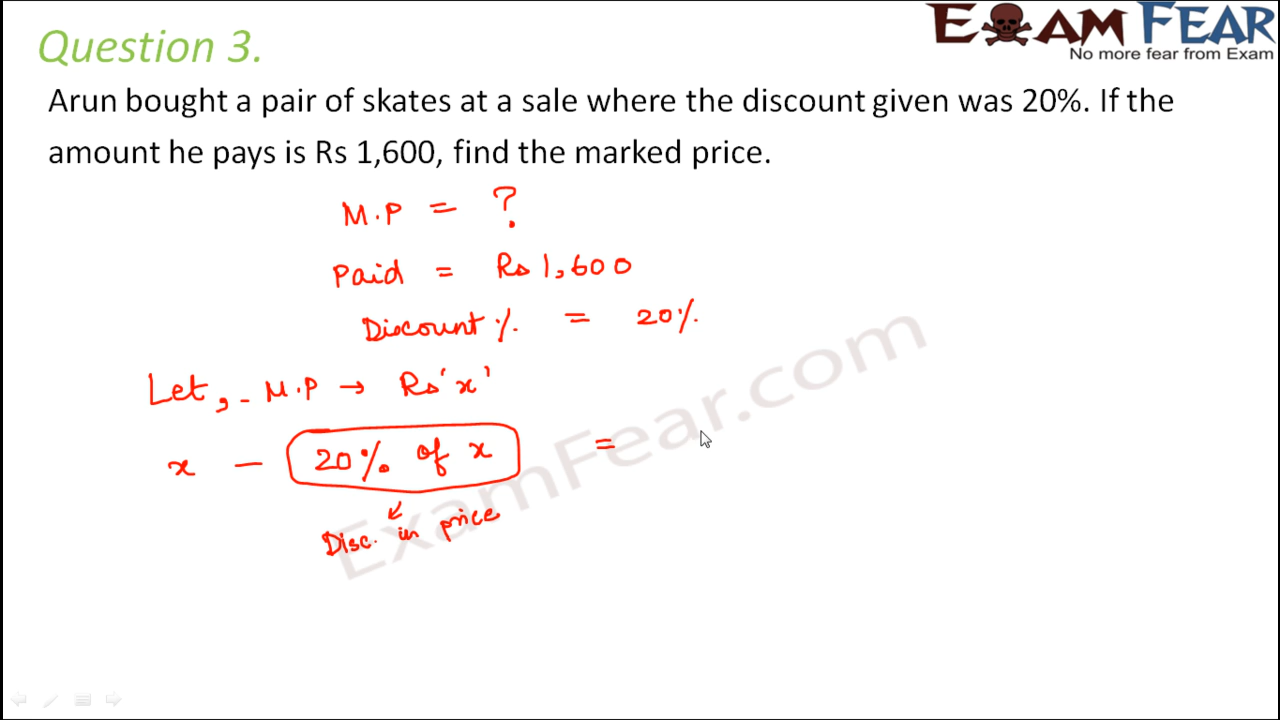 Question 3.
EXAM FEAR
No more fear from Exam
Arun bought a pair of skates at a sale where the discount given was 20%. If the
amount he pays is Rs 1,600, find the marked price.
M.P = ?
Paid = Rs 1,600
Discount % = 20%.
Let, - M.P → Rs 'x'
x - 20% of x =
Disc. in price
ExamFear.com